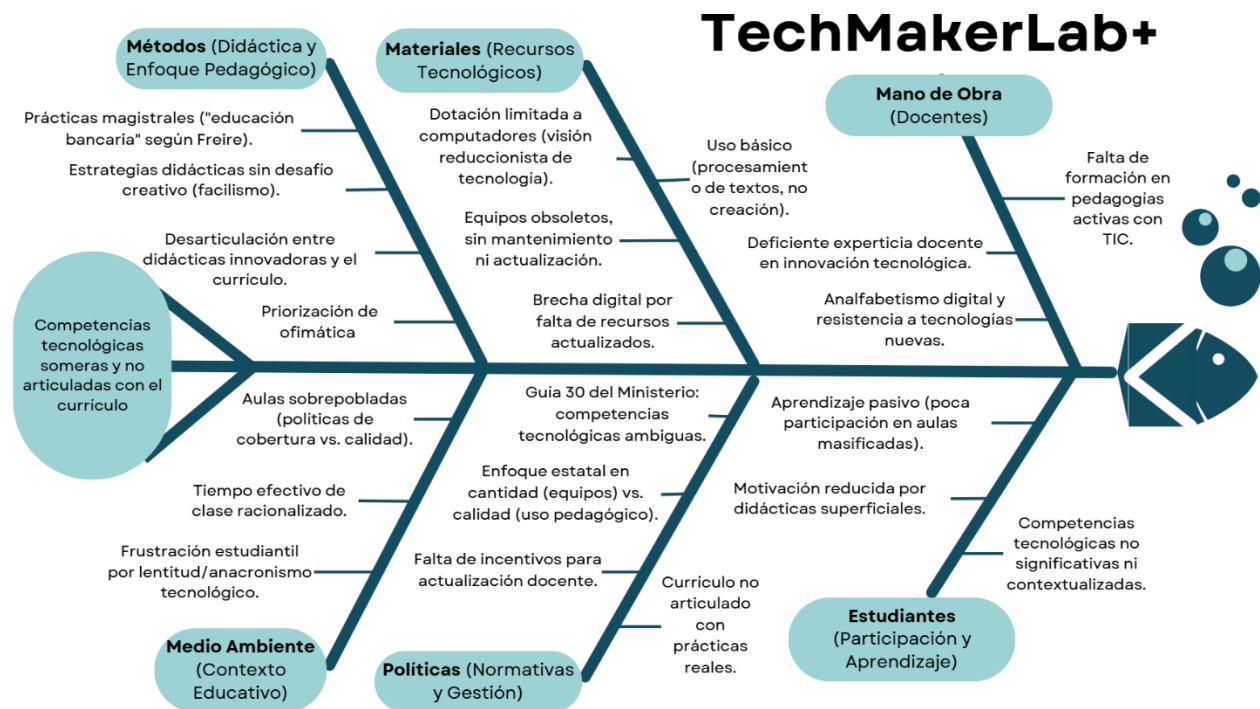 TechMakerLab+
Métodos (Didáctica y
Enfoque Pedagógico)
Prácticas magistrales ("educación
bancaria" según Freire).
Estrategias didácticas sin desafío
creativo (facilismo).
Desarticulación entre
didácticas innovadoras y el
currículo.
Priorización de
ofimática
Materiales (Recursos
Tecnológicos)
Dotación limitada a
computadores (visión
reduccionista de
tecnología).
Equipos obsoletos,
sin mantenimiento
ni actualización.
Brecha digital por
falta de recursos
actualizados.
Uso básico
(procesamient
o de textos, no
creación).
Mano de Obra
(Docentes)
Deficiente experticia docente
en innovación tecnológica.
Analfabetismo digital y
resistencia a tecnologías
nuevas.
Falta de
formación en
pedagogías
activas con
TIC.
Competencias
tecnológicas
someras y no
articuladas con el
currículo
Aulas sobrepobladas
(políticas de
cobertura vs. calidad).
Tiempo efectivo de
clase racionalizado.
Frustración estudiantil
por lentitud/anacronismo
tecnológico.
Medio Ambiente
(Contexto
Educativo)
Guía 30 del Ministerio:
competencias
tecnológicas ambiguas.
Enfoque estatal en
cantidad (equipos) vs.
calidad (uso pedagógico).
Falta de incentivos para
actualización docente.
Currículo no
articulado
con
prácticas
reales.
Políticas (Normativas
y Gestión)
Aprendizaje pasivo (poca
participación en aulas
masificadas).
Motivación reducida por
didácticas superficiales.
Competencias
tecnológicas no
significativas ni
contextualizadas.
Estudiantes
(Participación y
Aprendizaje)